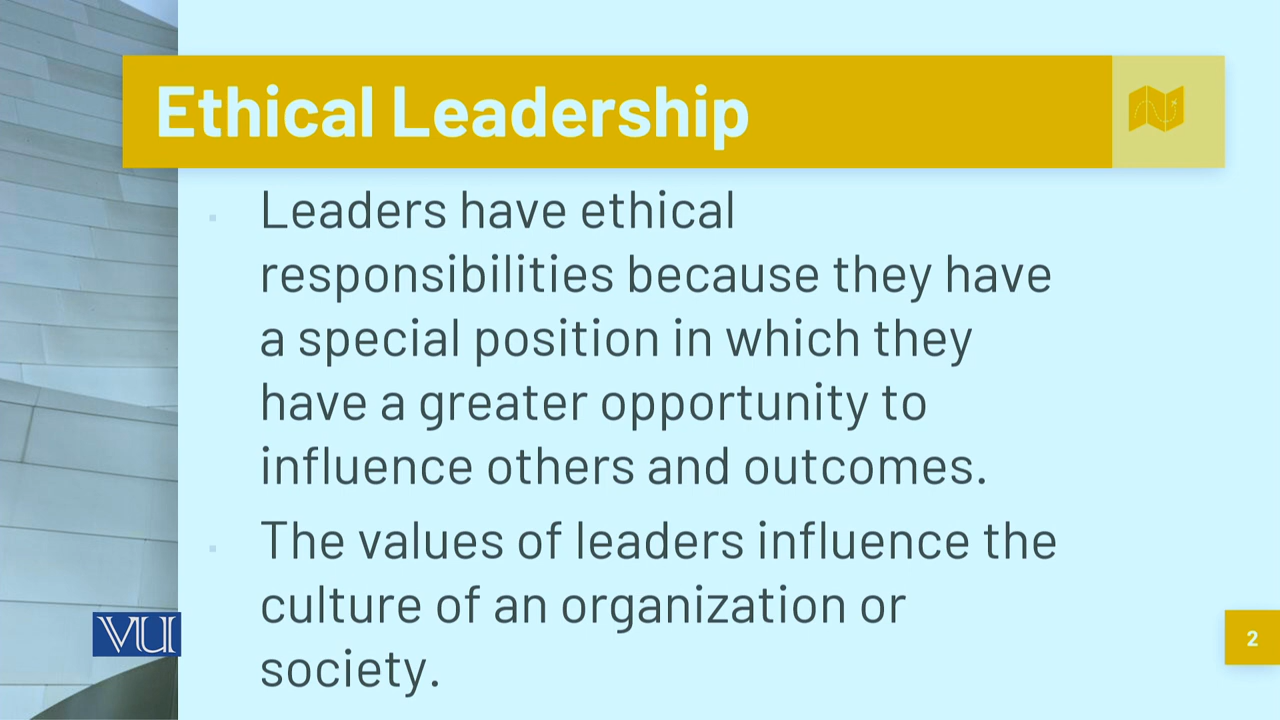 Ethical Leadership
Leaders have ethical
responsibilities because they have
a special position in which they
have a greater opportunity to
influence others and outcomes.
The values of leaders influence the
culture of an organization or
society.
VU
2